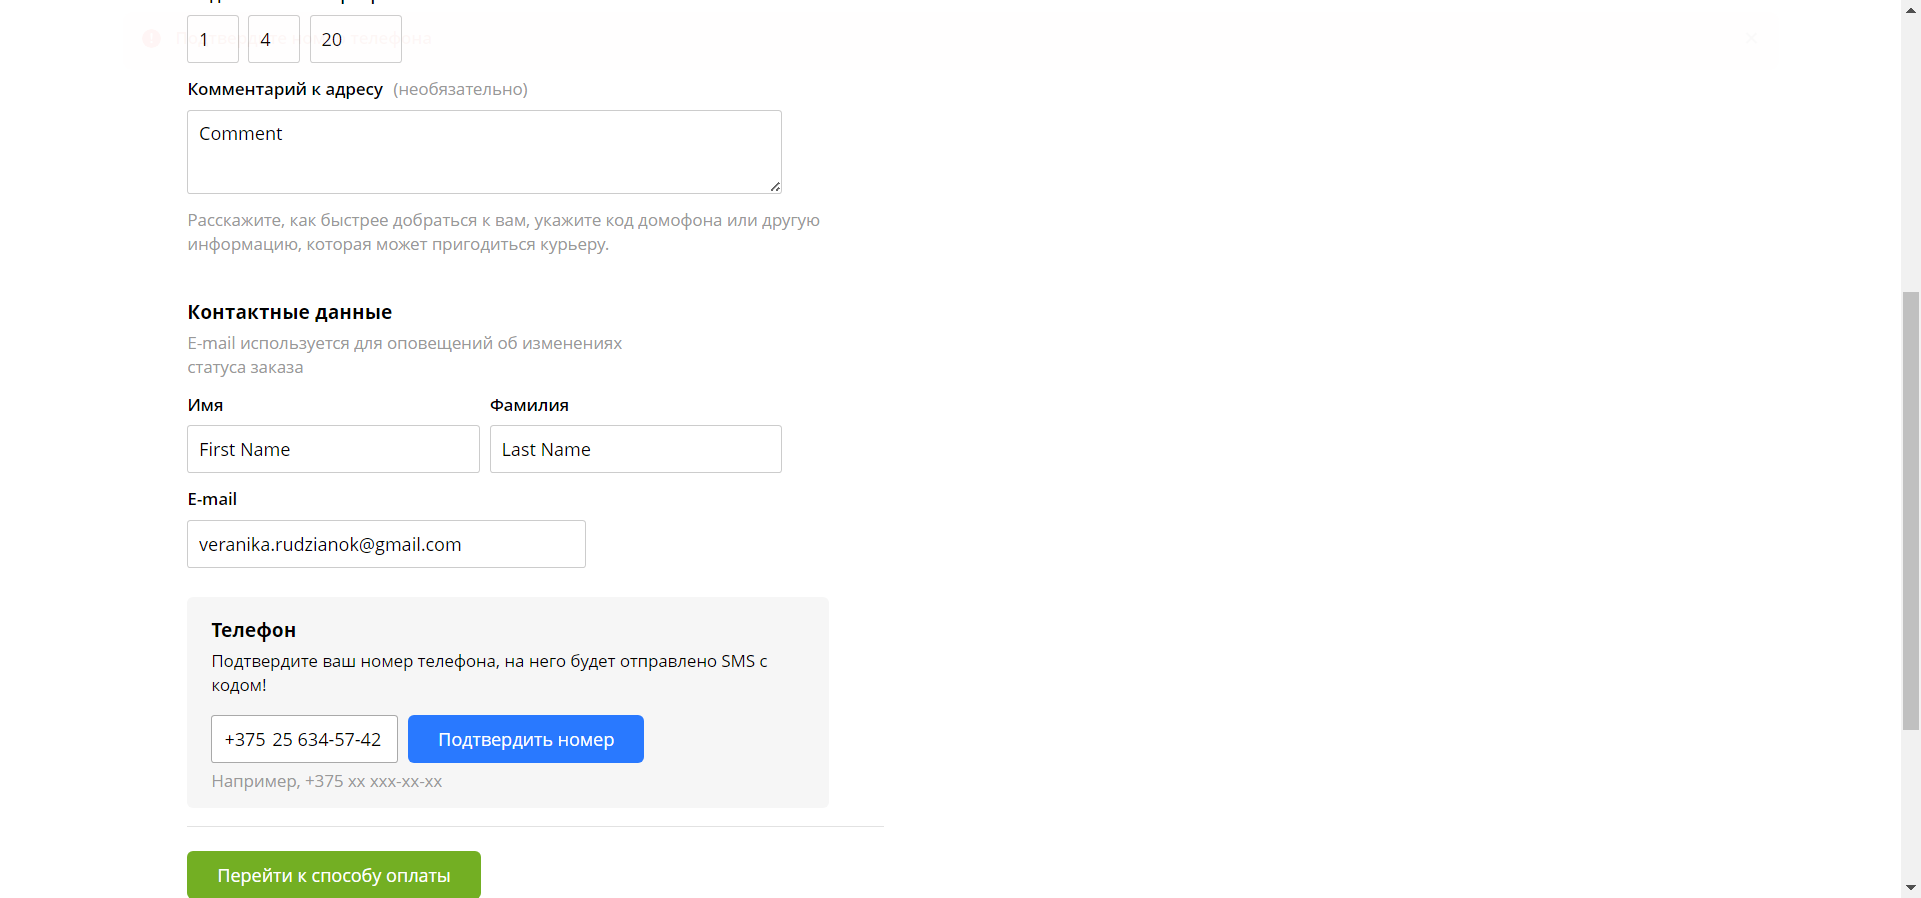 1 4 20
Комментарий к адресу (необязательно)
Comment
Расскажите, как быстрее добраться к вам, укажите код домофона или другую
информацию, которая может пригодиться курьеру.
Контактные данные
E-mail используется для оповещений об изменениях
статуса заказа
Имя Фамилия
First Name Last Name
E-mail
veranika.rudzianok@gmail.com
Телефон
Подтвердите ваш номер телефона, на него будет отправлено SMS с
кодом!
+375 25 634-57-42 Подтвердить номер
Например, +375 xx xxx-xx-xx
Перейти к способу оплаты